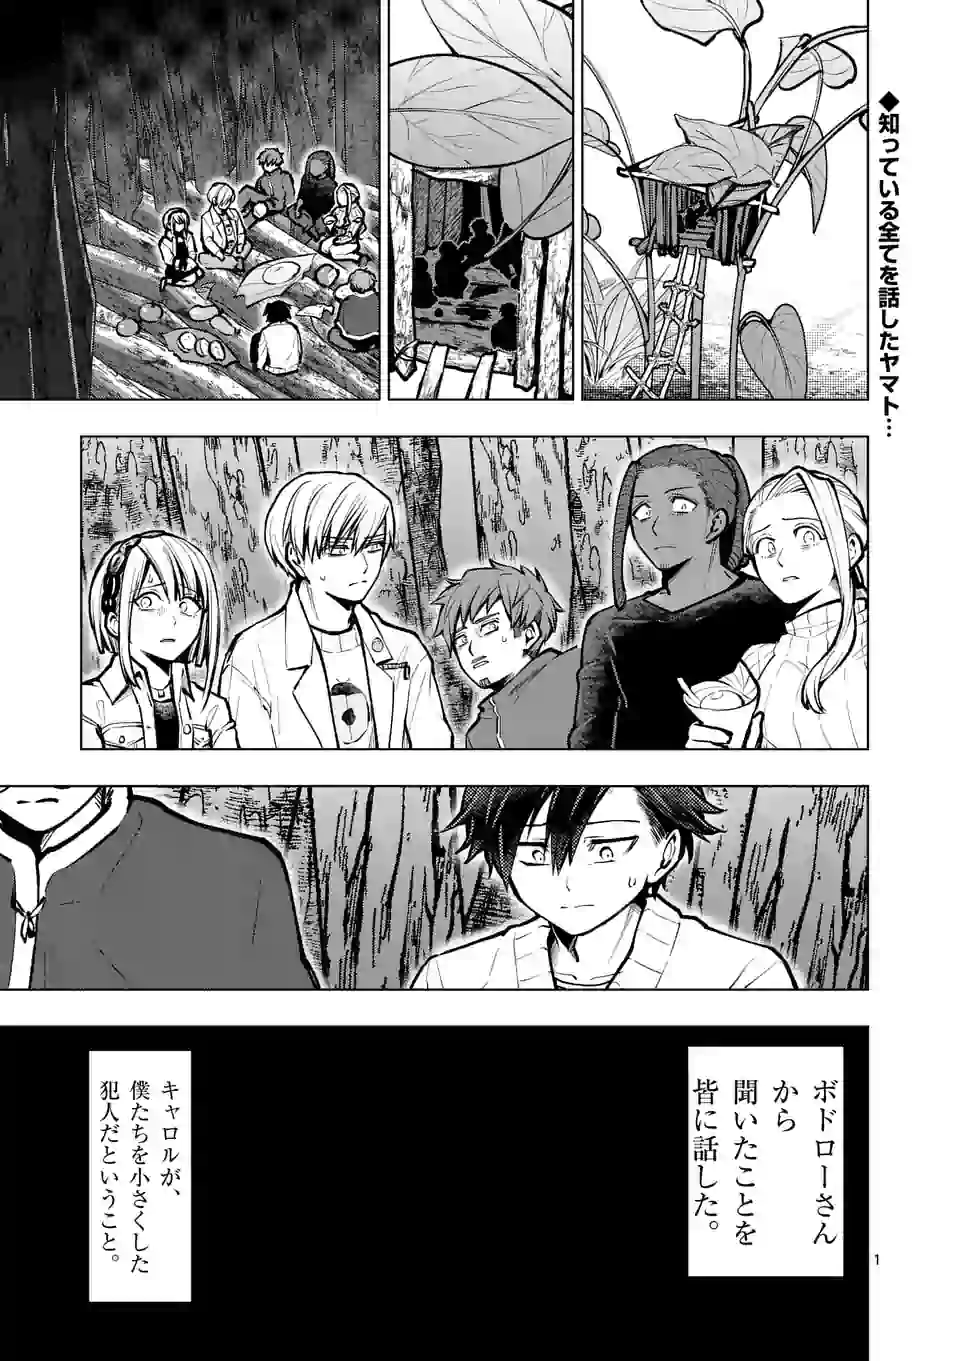 ◆知っている全てを話したヤマト…
ボドローさん
から
聞いたことを
皆に話した。
キャロルが、
僕たちを小さくした
犯人だということ。
1